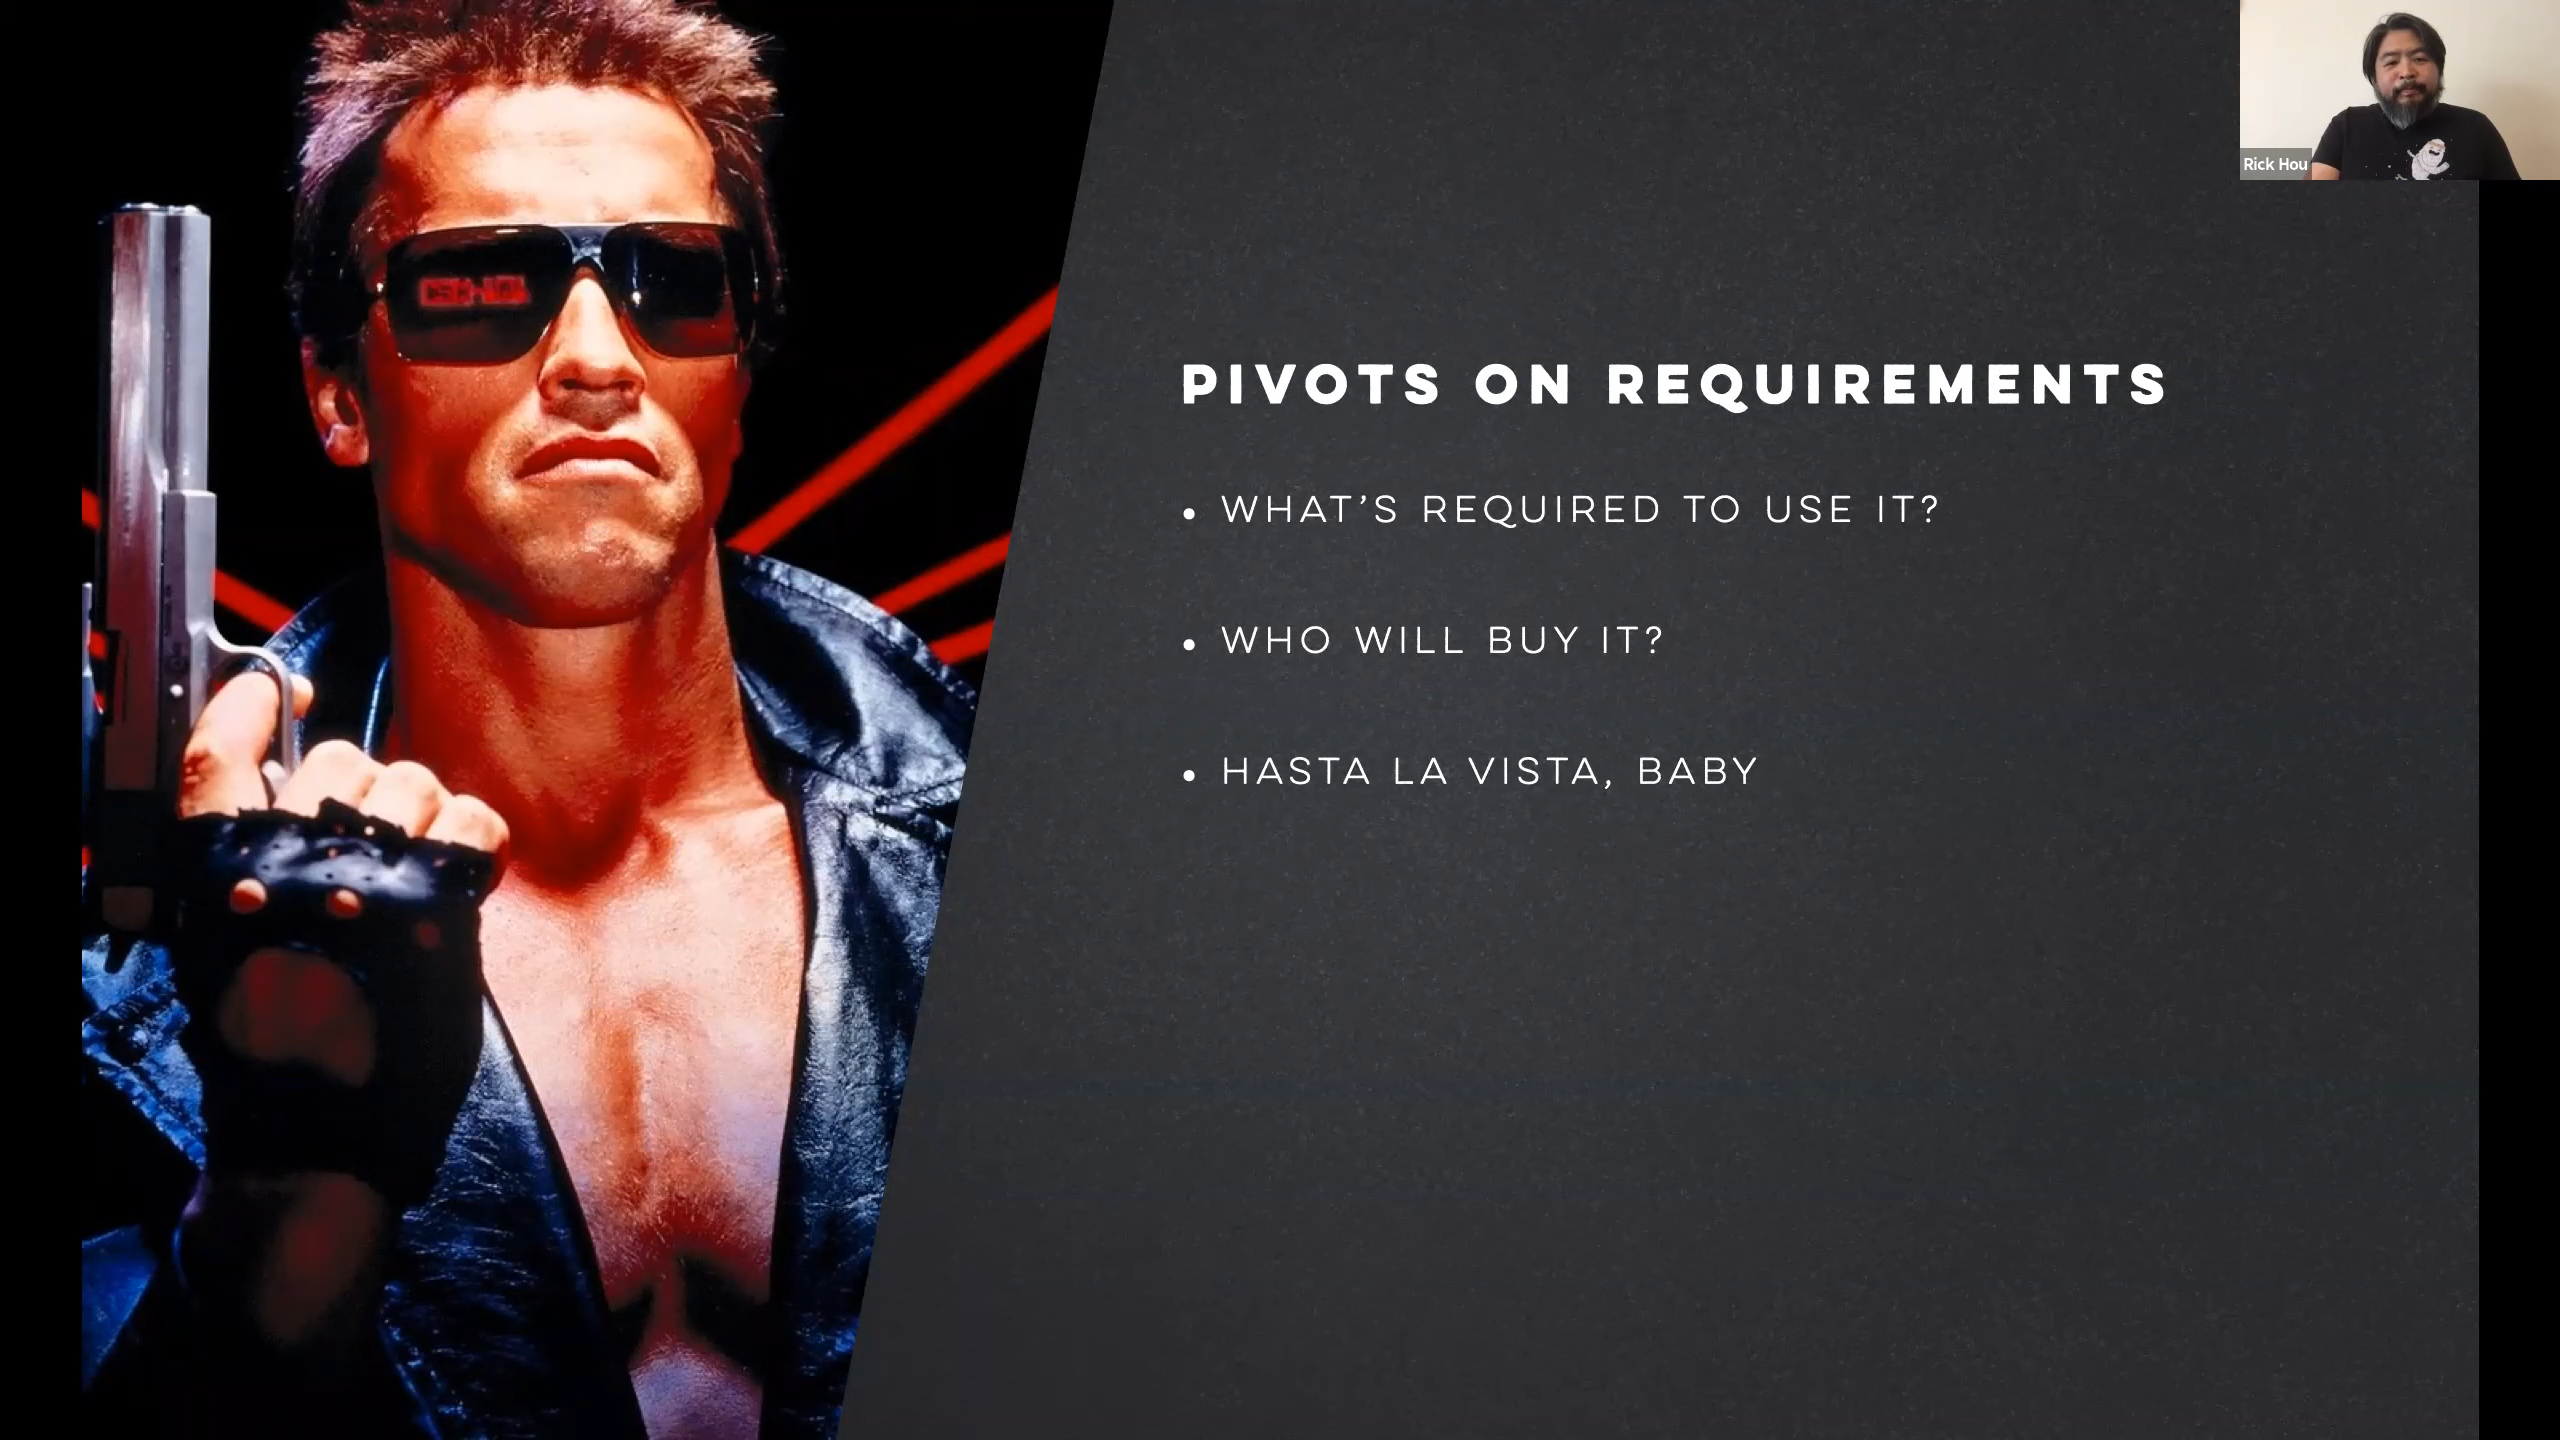 Rick Hou
PIVOTS ON REQUIREMENTS
• WHAT’S REQUIRED TO USE IT?
• WHO WILL BUY IT?
• HASTA LA VISTA, BABY